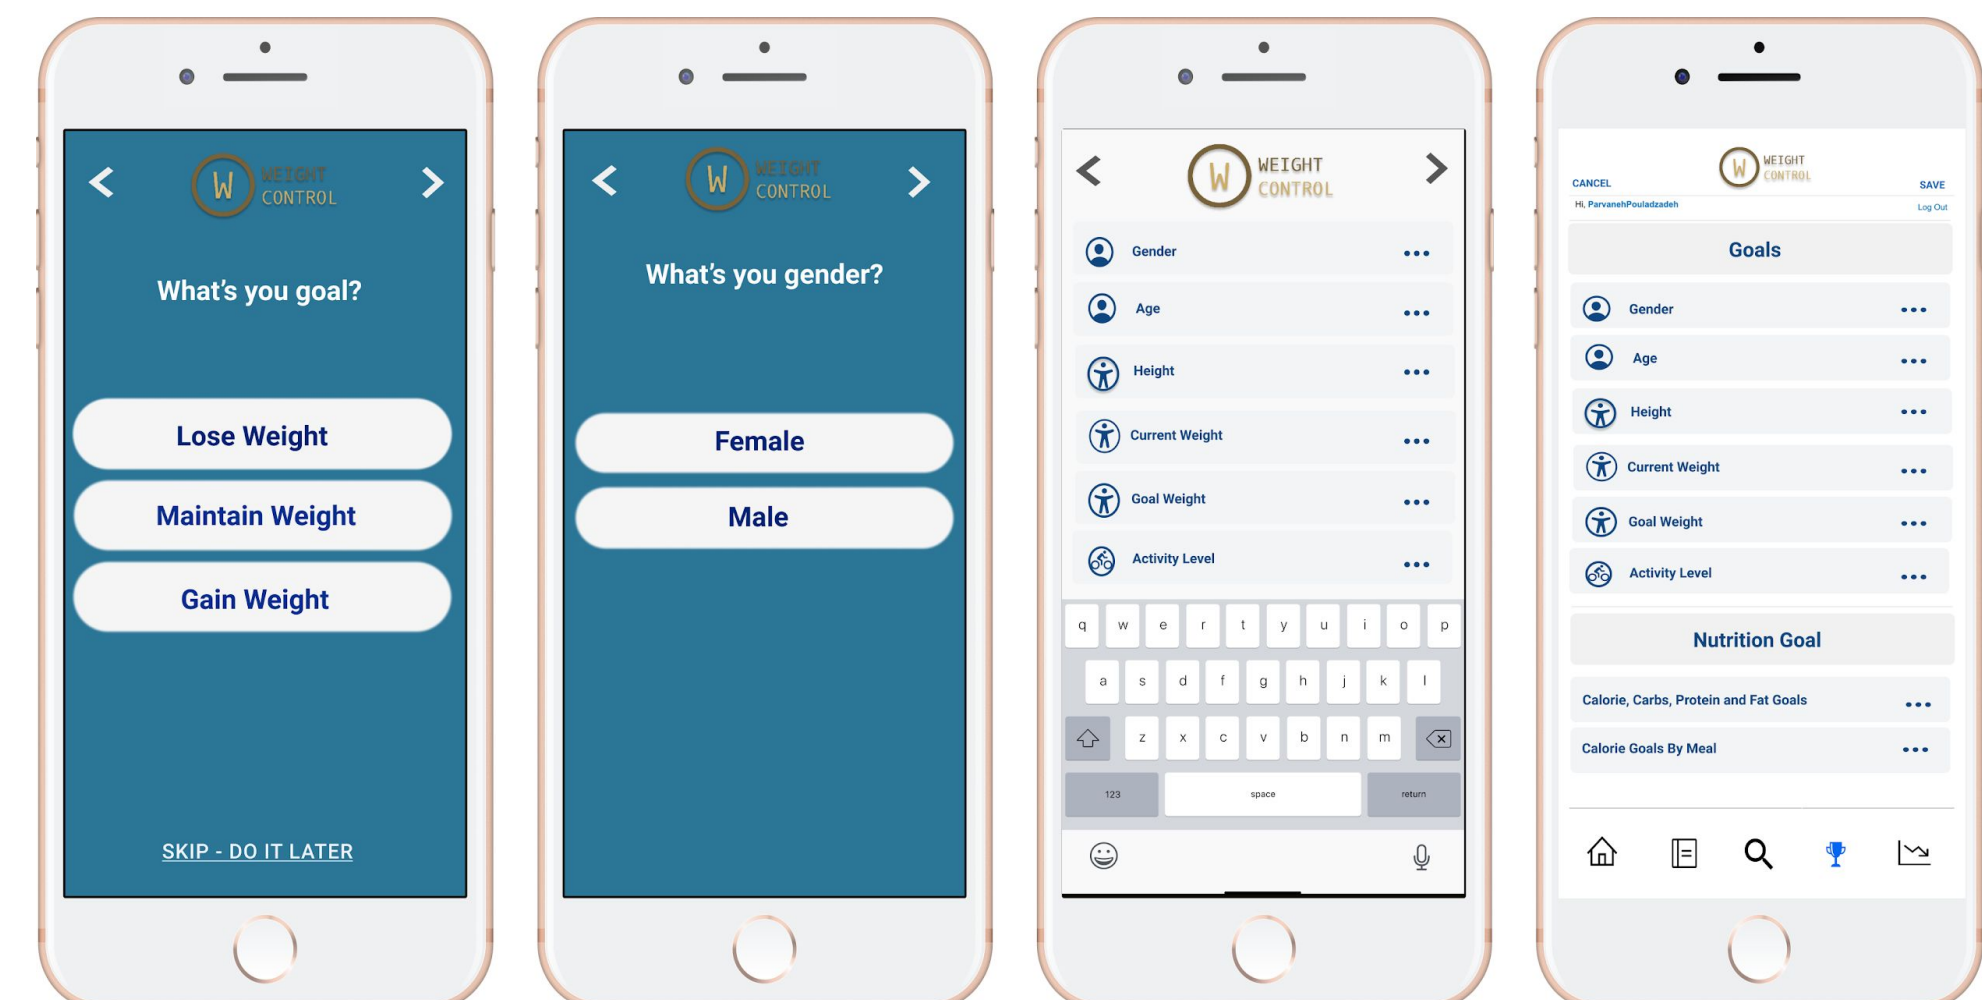 W WEIGHT
CONTROL
What's you goal?
Lose Weight
Maintain Weight
Gain Weight
SKIP - DO IT LATER
W WEIGHT
CONTROL
What's you gender?
Female
Male
W WEIGHT
CONTROL
Gender
Age
Height
Current Weight
Goal Weight
Activity Level
q w e r t y u i o p
a s d f g h j k l
z x c v b n m
123 space return
W WEIGHT
CONTROL
CANCEL SAVE
Hi, ParvanehPouladzadeh Log Out
Goals
Gender
Age
Height
Current Weight
Goal Weight
Activity Level
Nutrition Goal
Calorie, Carbs, Protein and Fat Goals
Calorie Goals By Meal